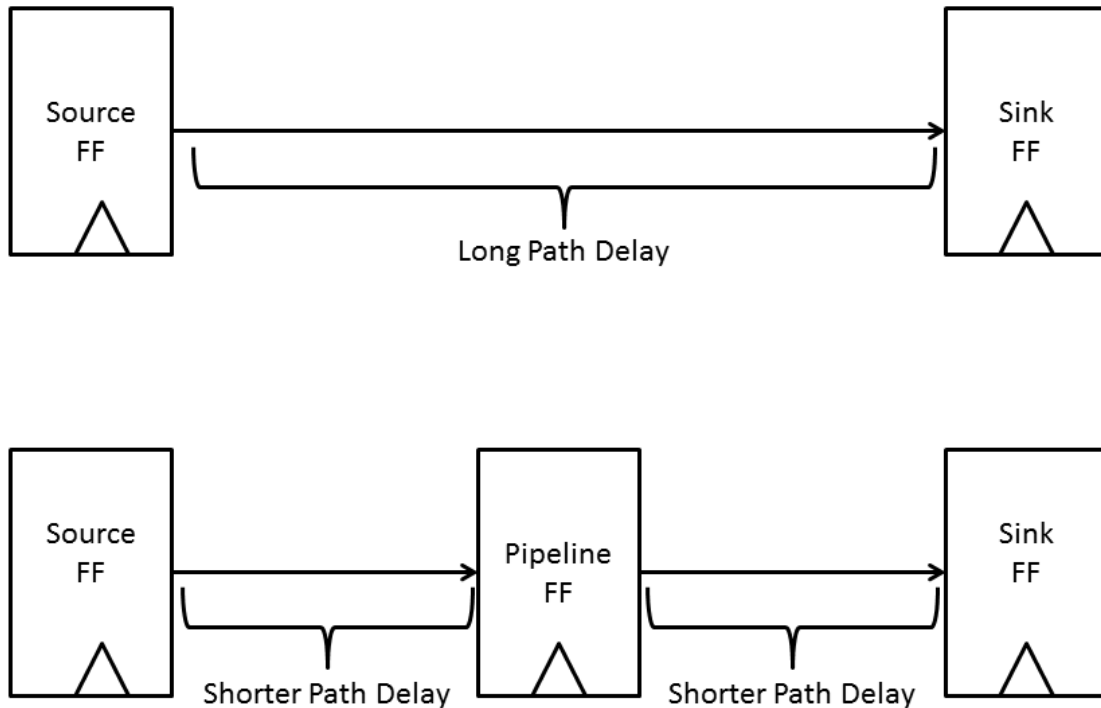 Source
FF
Sink
FF
Long Path Delay
Source
FF
Pipeline
FF
Sink
FF
Shorter Path Delay
Shorter Path Delay